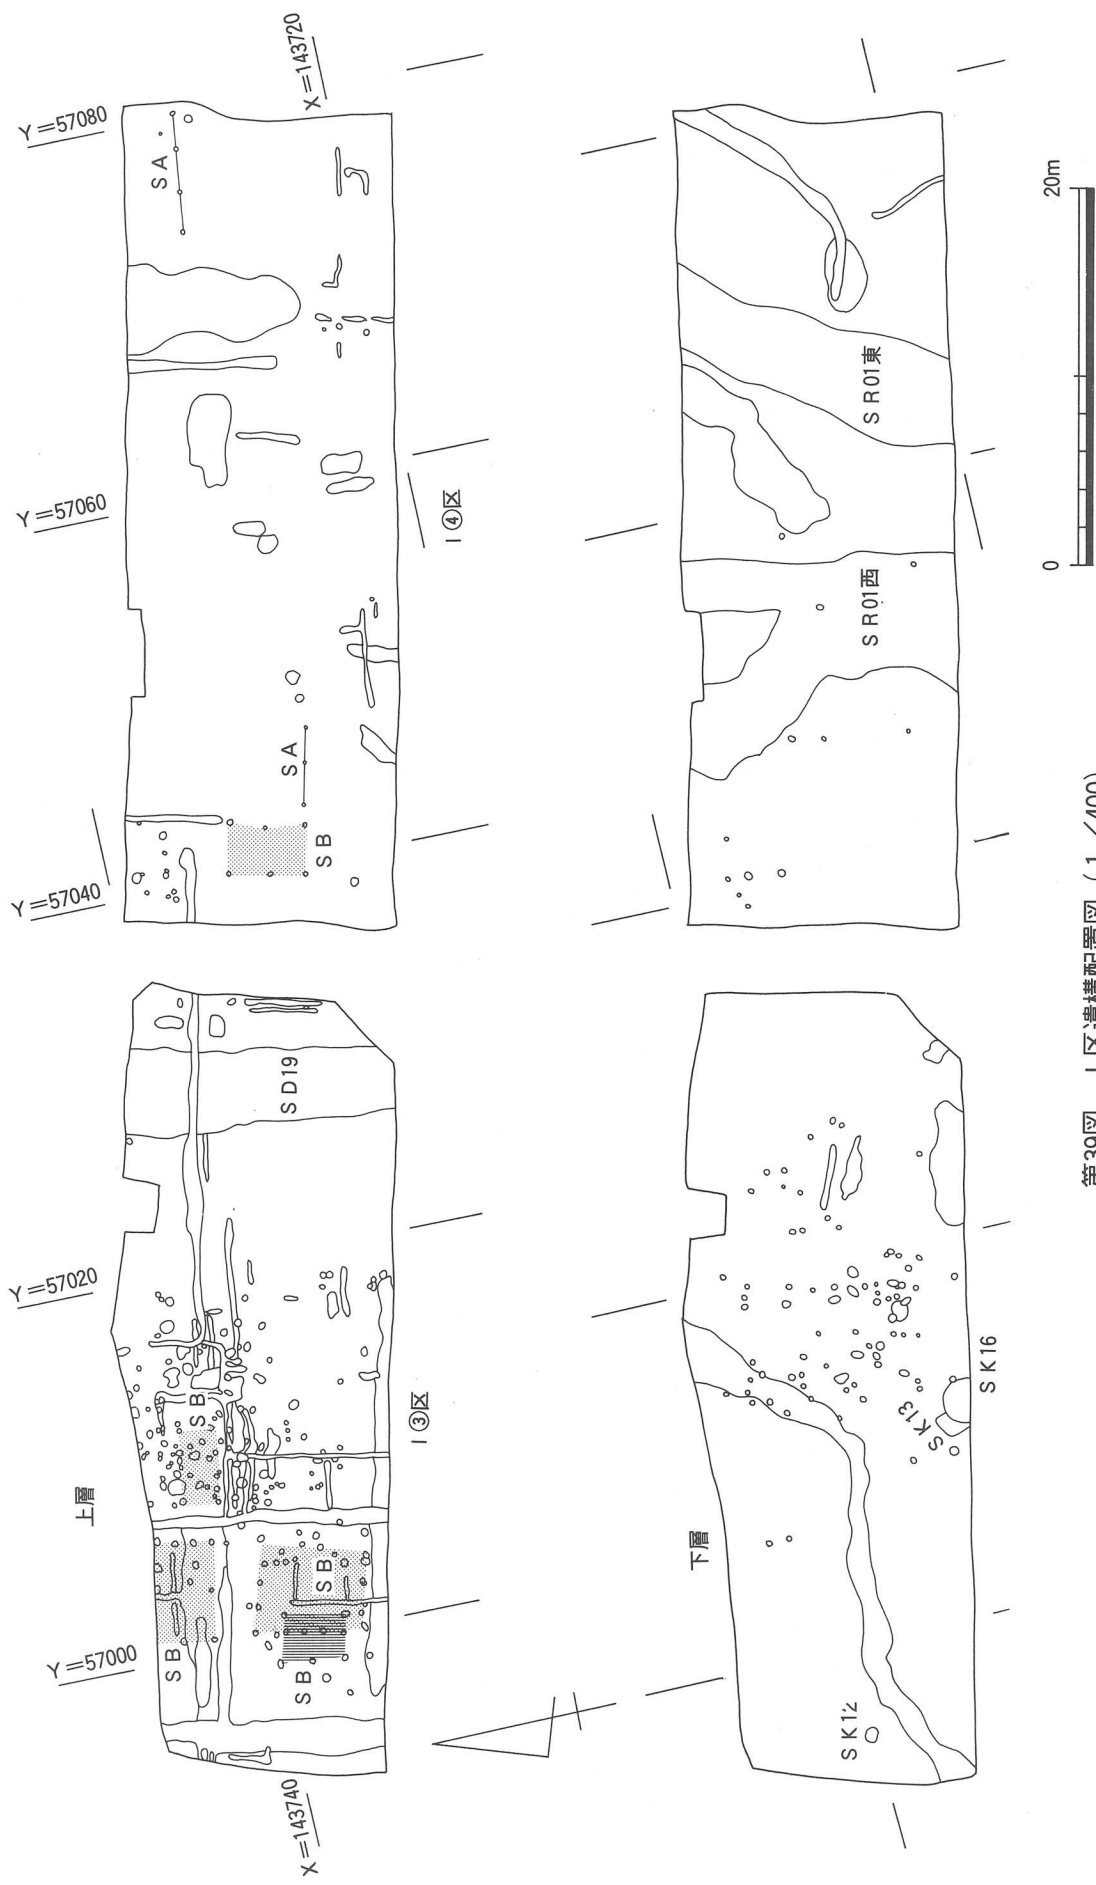 上層
X=143740
Y=57000
Y=57020
Y=57040
Y=57060
Y=57080
X=143720
SB
SB
SB
SB
SD19
SB
SA
SA
I③区
I④区
下層
SK12
SK13
SK16
SR01西
SR01東
0
20m
第39図 I区遺構配置図(1/400)